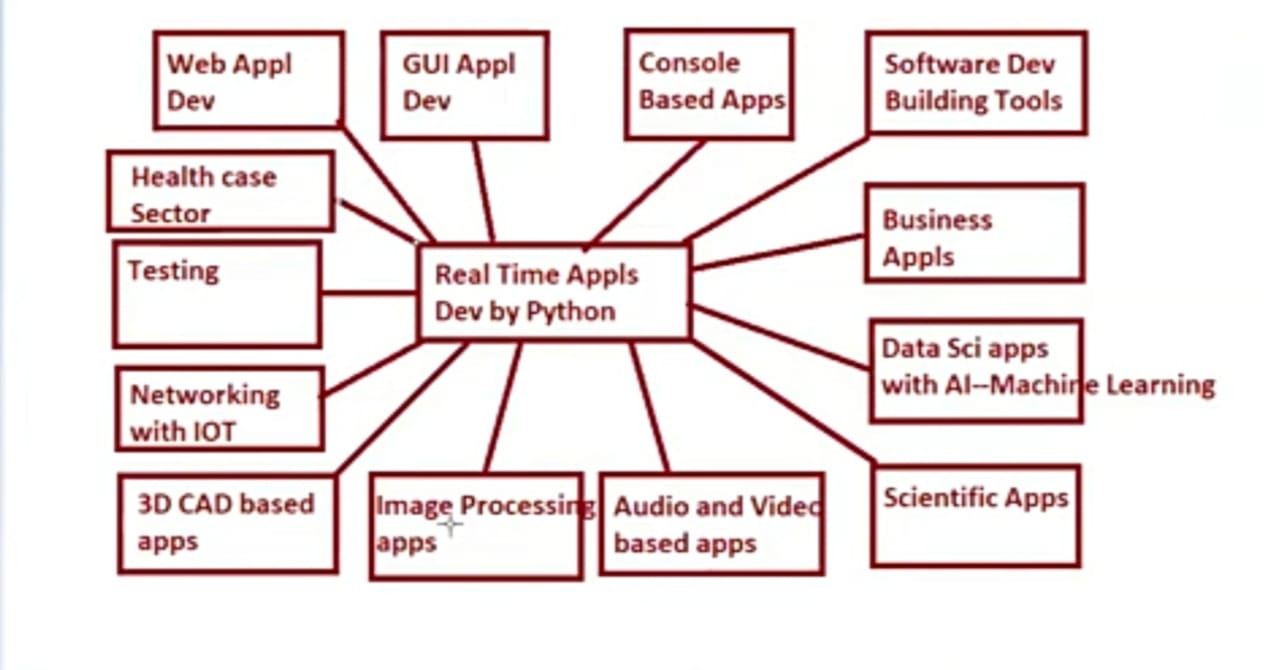 Web Appl
Dev
GUI Appl
Dev
Console
Based Apps
Software Dev
Building Tools
Health case
Sector
Business
Appls
Testing
Real Time Appls
Dev by Python
Data Sci apps
with AI--Machine Learning
Networking
with IOT
3D CAD based
apps
Image Processing
apps
Audio and Video
based apps
Scientific Apps